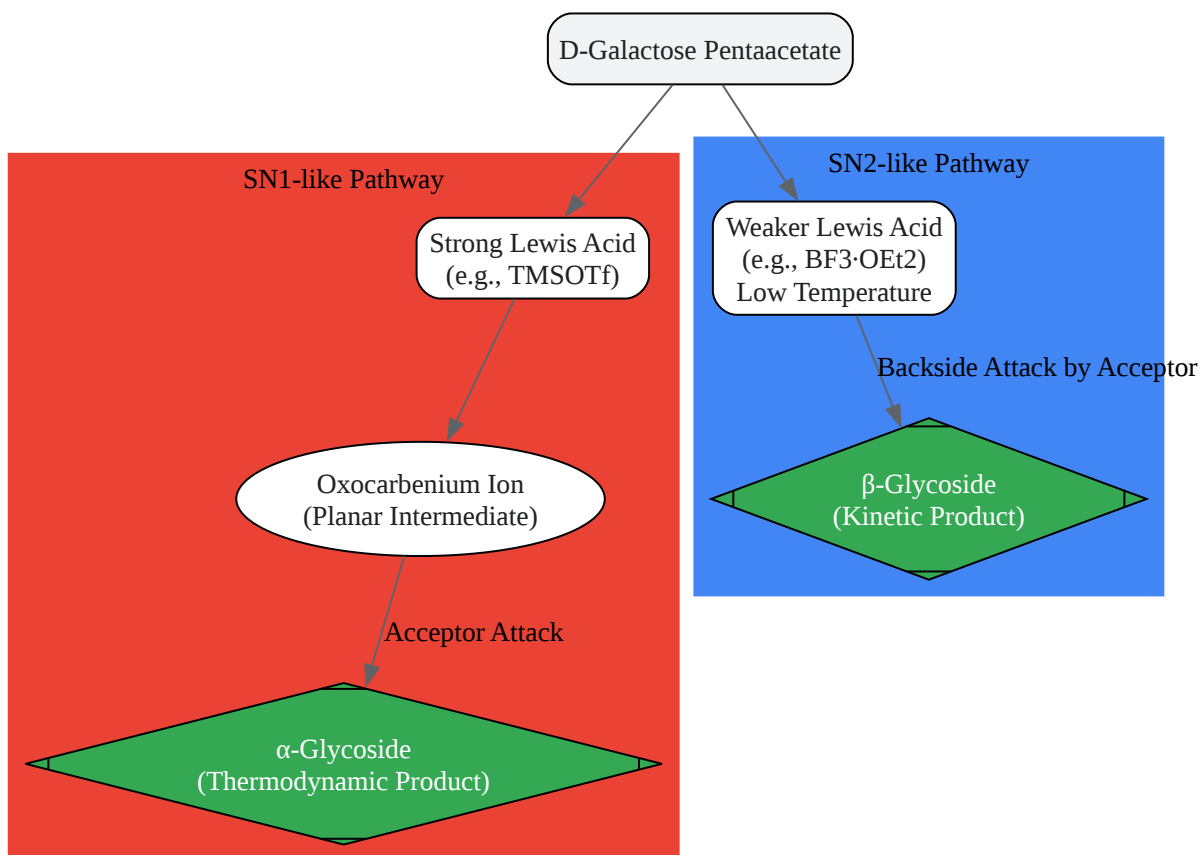 D-Galactose Pentaacetate
SN1-like Pathway
Strong Lewis Acid
(e.g., TMSOTf)
Oxocarbenium Ion
(Planar Intermediate)
Acceptor Attack
α-Glycoside
(Thermodynamic Product)
SN2-like Pathway
Weaker Lewis Acid
(e.g., BF3·OEt2)
Low Temperature
Backside Attack by Acceptor
β-Glycoside
(Kinetic Product)